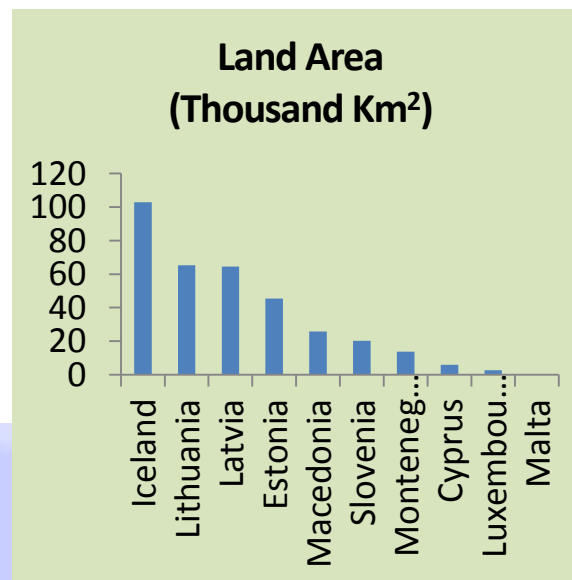 Land Area
(Thousand Km²)
120
100
80
60
40
20
0
Iceland
Lithuania
Latvia
Estonia
Macedonia
Slovenia
Monteneg…
Cyprus
Luxembou…
Malta